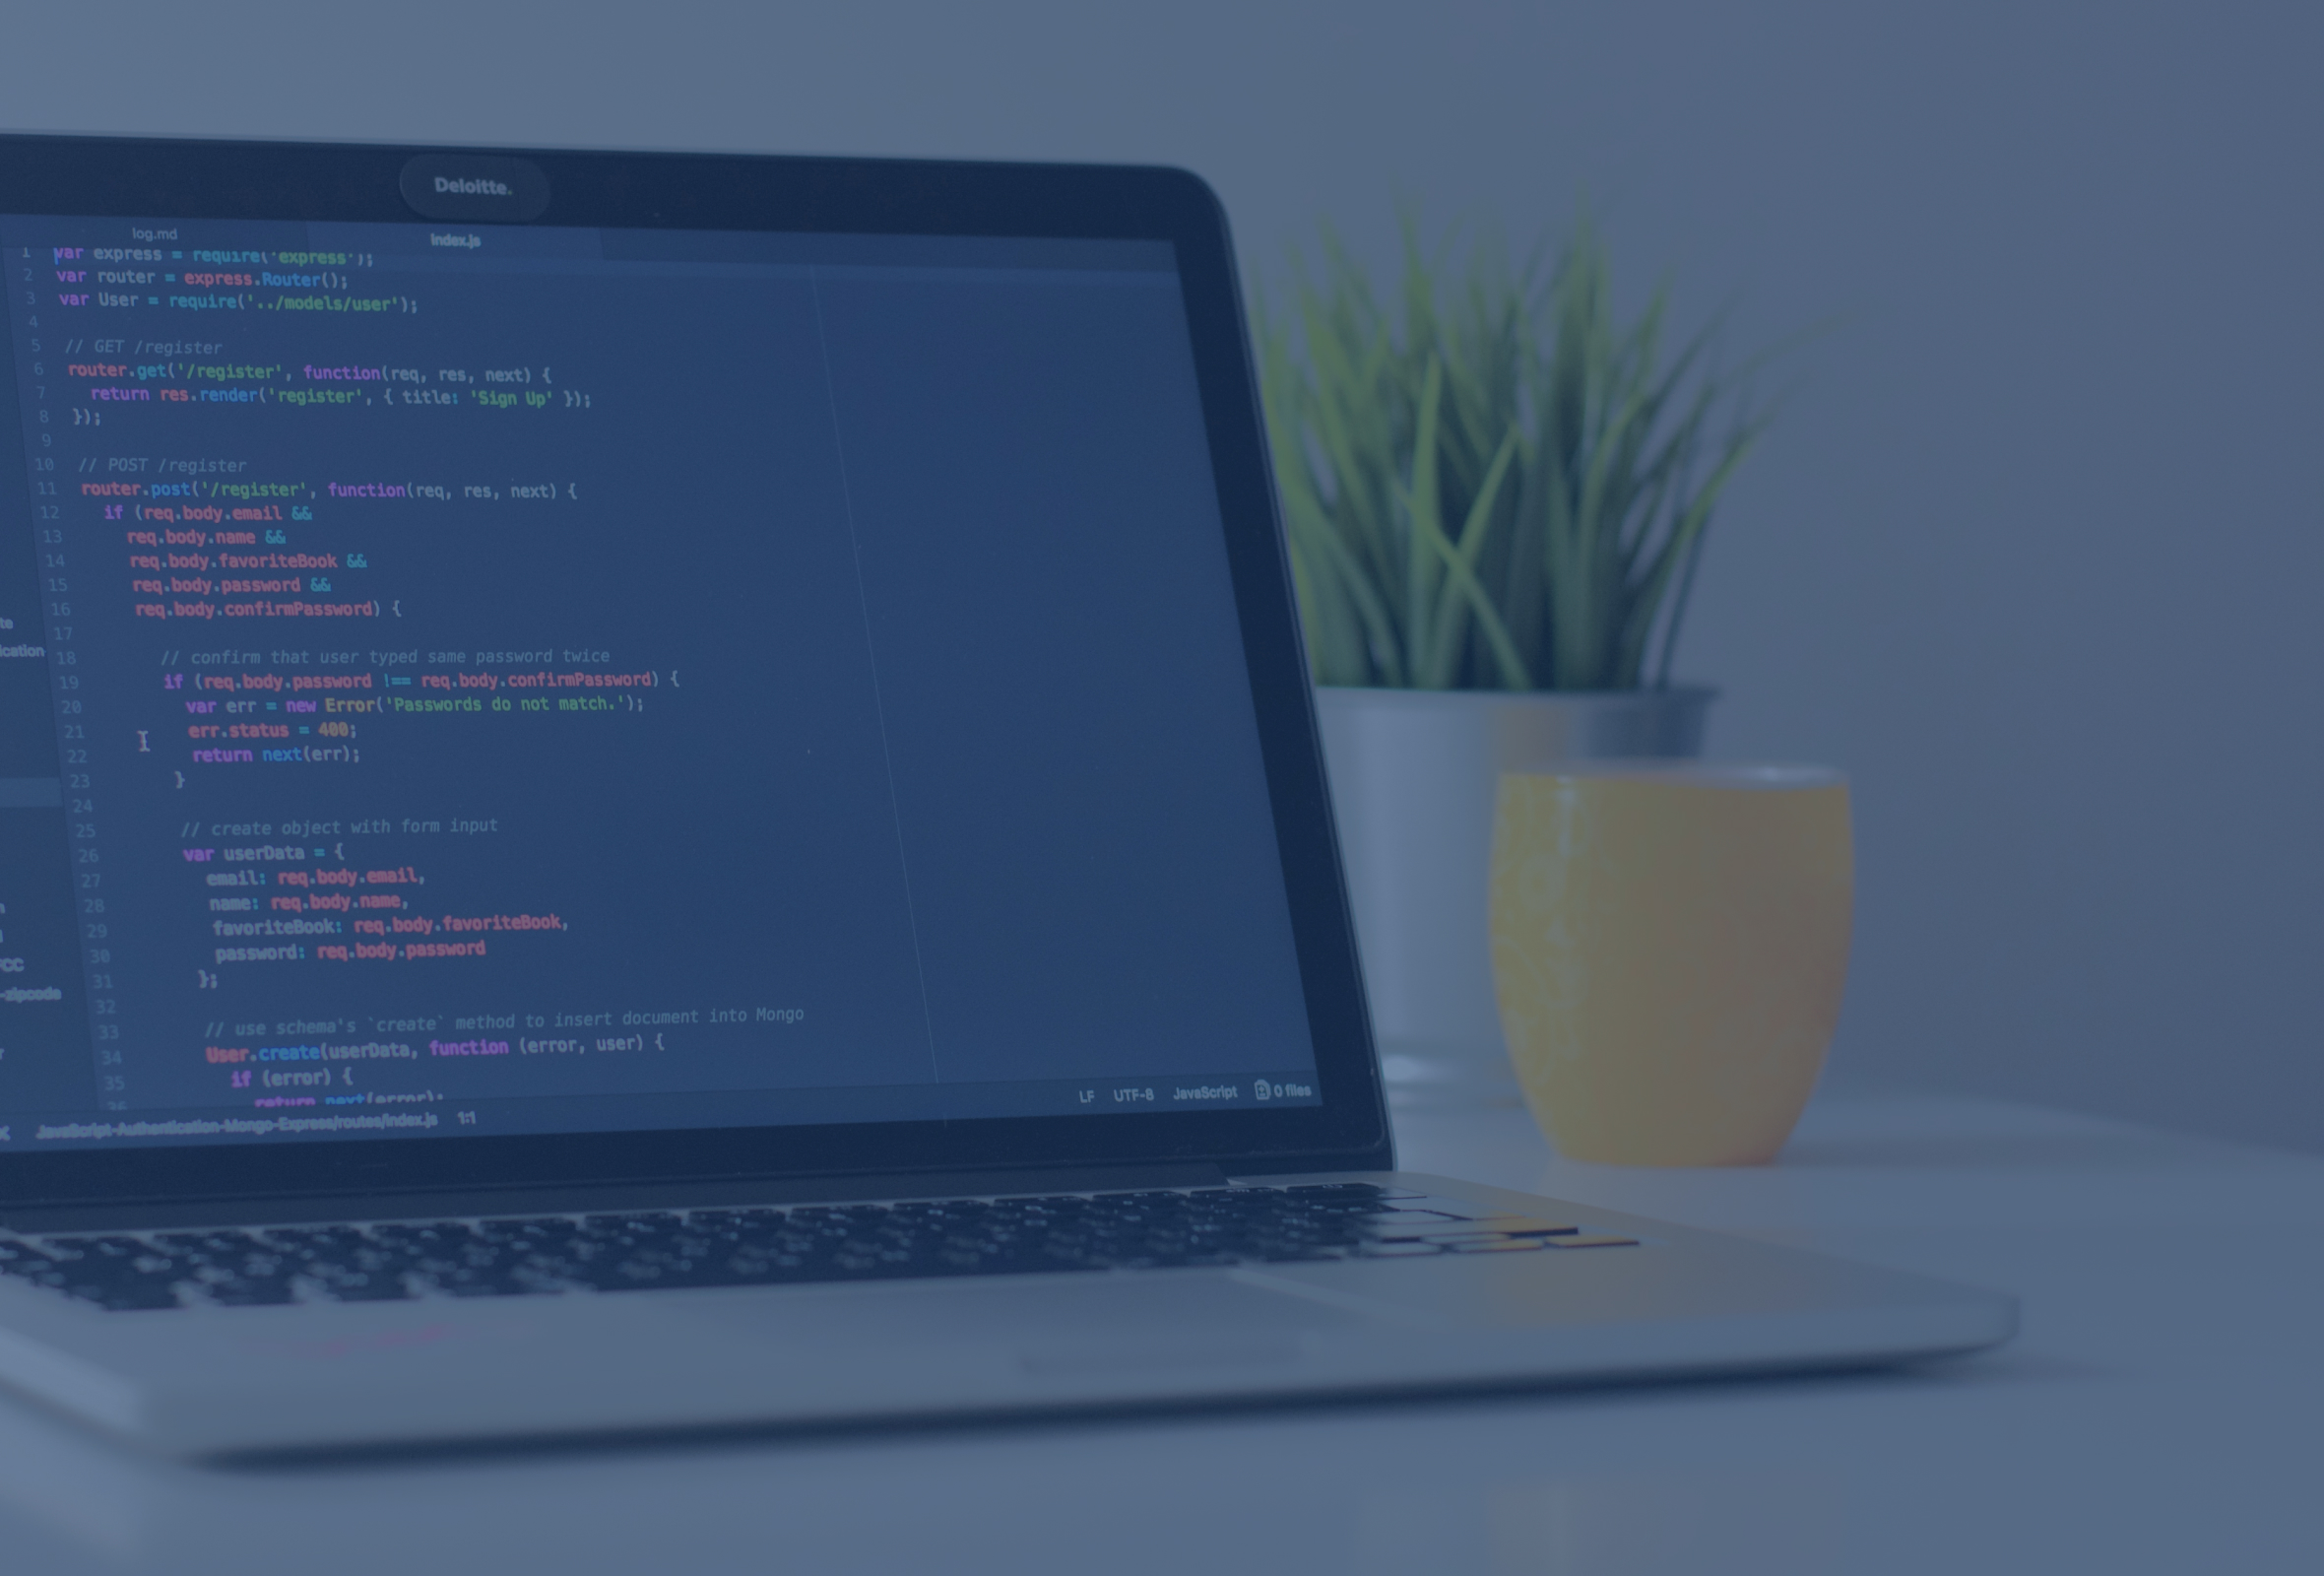 Deloitte.
log.md
index.js
1 var express = require('express');
2 var router = express.Router();
3 var User = require('../models/user');
4
5 // GET /register
6 router.get('/register', function(req, res, next) {
7 return res.render('register', { title: 'Sign Up' });
8 });
9
10 // POST /register
11 router.post('/register', function(req, res, next) {
12 if (req.body.email &&
13 req.body.name &&
14 req.body.favoriteBook &&
15 req.body.password &&
16 req.body.confirmPassword) {
17
18 // confirm that user typed same password twice
19 if (req.body.password !== req.body.confirmPassword) {
20 var err = new Error('Passwords do not match.');
21 err.status = 400;
22 return next(err);
23 }
24
25 // create object with form input
26 var userData = {
27 email: req.body.email,
28 name: req.body.name,
29 favoriteBook: req.body.favoriteBook,
30 password: req.body.password
31 };
32
33 // use schema's `create` method to insert document into Mongo
34 User.create(userData, function (error, user) {
35 if (error) {
36 return next(error);
JavaScript-Authentication-Mongo-Express/routes/index.js 1:1
LF UTF-8 JavaScript 0 files
-zipcode